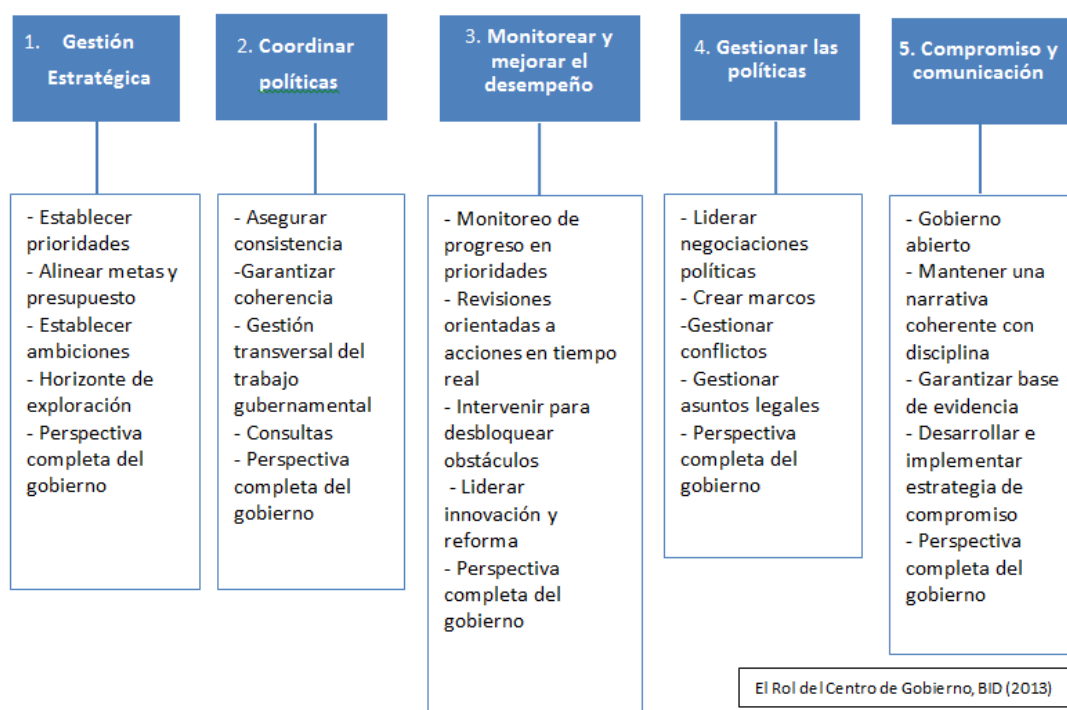 1. Gestión
Estratégica
- Establecer
prioridades
- Alinear metas y
presupuesto
- Establecer
ambiciones
- Horizonte de
exploración
- Perspectiva
completa del
gobierno
2. Coordinar
políticas
- Asegurar
consistencia
-Garantizar
coherencia
- Gestión
transversal del
trabajo
gubernamental
- Consultas
- Perspectiva
completa del
gobierno
3. Monitorear y
mejorar el
desempeño
- Monitoreo de
progreso en
prioridades
- Revisiones
orientadas a
acciones en tiempo
real
- Intervenir para
desbloquear
obstáculos
- Liderar
innovación y
reforma
- Perspectiva
completa del
gobierno
4. Gestionar las
políticas
- Liderar
negociaciones
políticas
- Crear marcos
-Gestionar
conflictos
- Gestionar
asuntos legales
- Perspectiva
completa del
gobierno
5. Compromiso y
comunicación
- Gobierno
abierto
- Mantener una
narrativa
coherente con
disciplina
- Garantizar base
de evidencia
- Desarrollar e
implementar
estrategia de
compromiso
- Perspectiva
completa del
gobierno
El Rol del Centro de Gobierno, BID (2013)